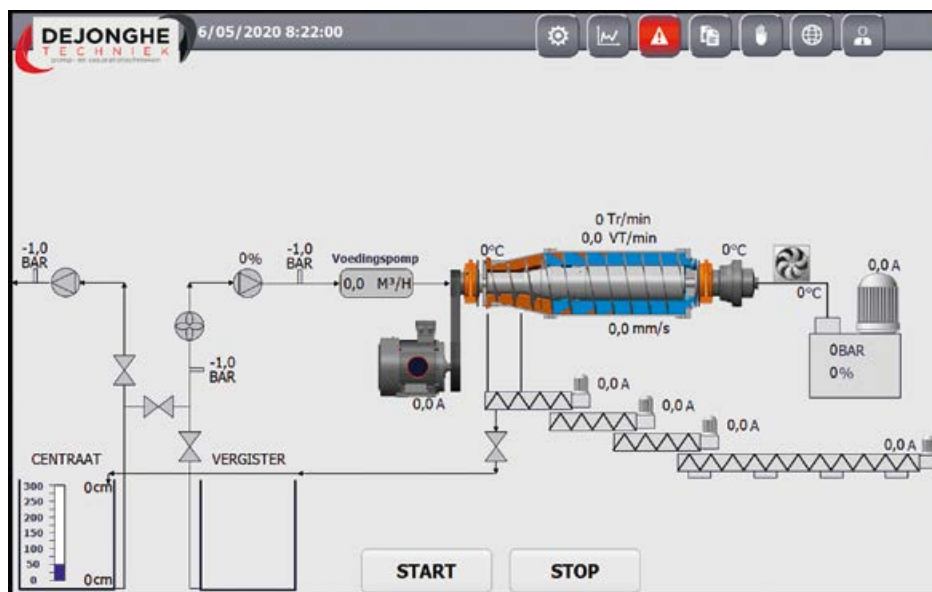 DEJONGHE
TECHNIEK
pomp- en separatietechnieken
6/05/2020 8:22:00
0 Tr/min
0,0 VT/min
-1,0
BAR
0%
-1,0
BAR
Voedingspomp
0,0 M³/H
0°C
0°C
0°C
0,0 A
-1,0
BAR
0,0 mm/s
0BAR
0%
0,0 A
0,0 A
0,0 A
0,0 A
0,0 A
CENTRAAT
VERGISTER
300
250
200
150
100
50
0
0cm
0cm
START
STOP